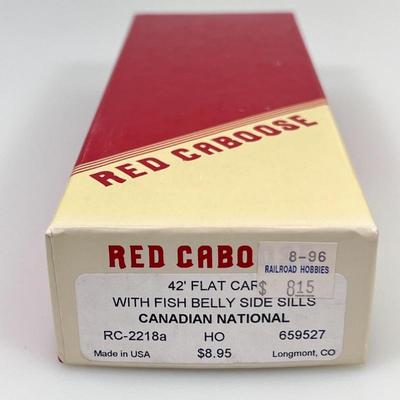 RED CABOOSE
RED CABO
8-96
RAILROAD HOBBIES
$ 815
42' FLAT CAR
WITH FISH BELLY SIDE SILLS
CANADIAN NATIONAL
RC-2218a HO 659527
Made in USA $8.95 Longmont, CO